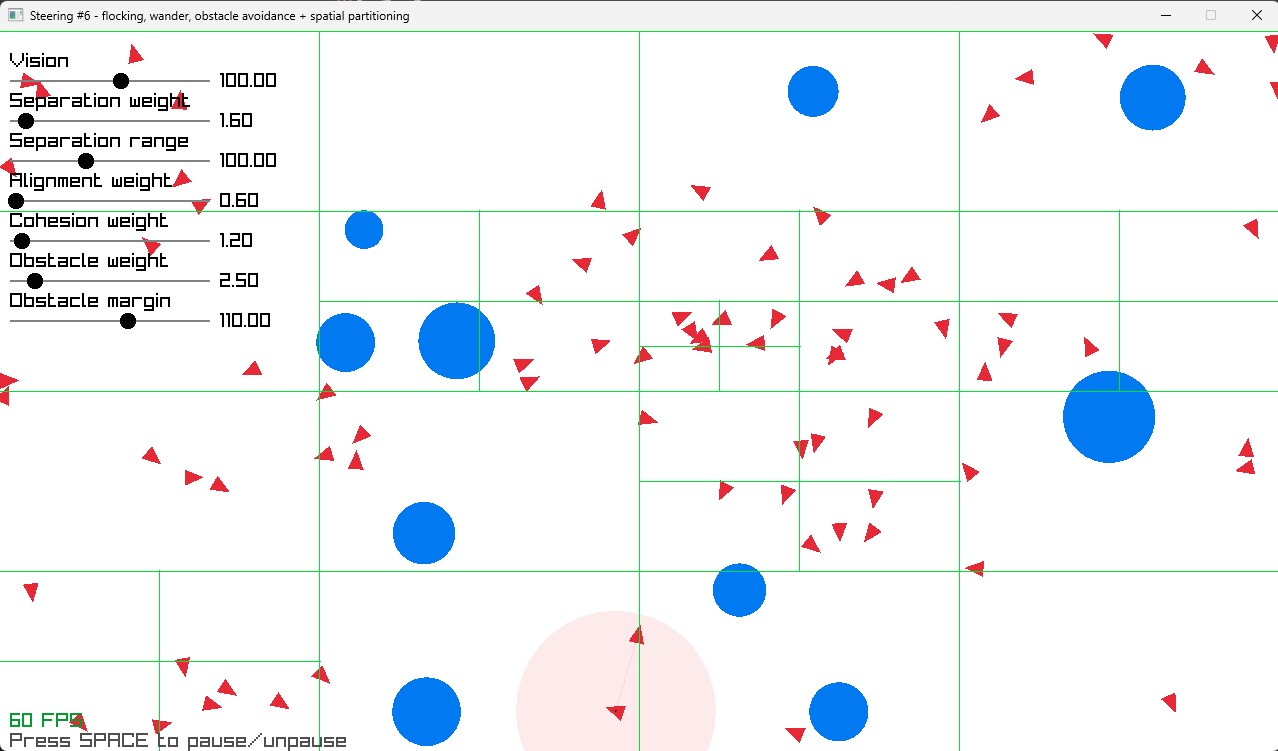 Steering #6 - flocking, wander, obstacle avoidance + spatial partitioning
Vision
100.00
Separation weight
1.60
Separation range
100.00
Alignment weight
0.60
Cohesion weight
1.20
Obstacle weight
2.50
Obstacle margin
110.00
60 FPS
Press SPACE to pause/unpause